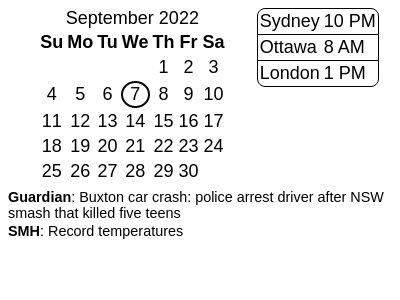 September 2022
Su Mo Tu We Th Fr Sa
1 2 3
4 5 6 7 8 9 10
11 12 13 14 15 16 17
18 19 20 21 22 23 24
25 26 27 28 29 30
Sydney 10 PM
Ottawa 8 AM
London 1 PM
Guardian: Buxton car crash: police arrest driver after NSW
smash that killed five teens
SMH: Record temperatures